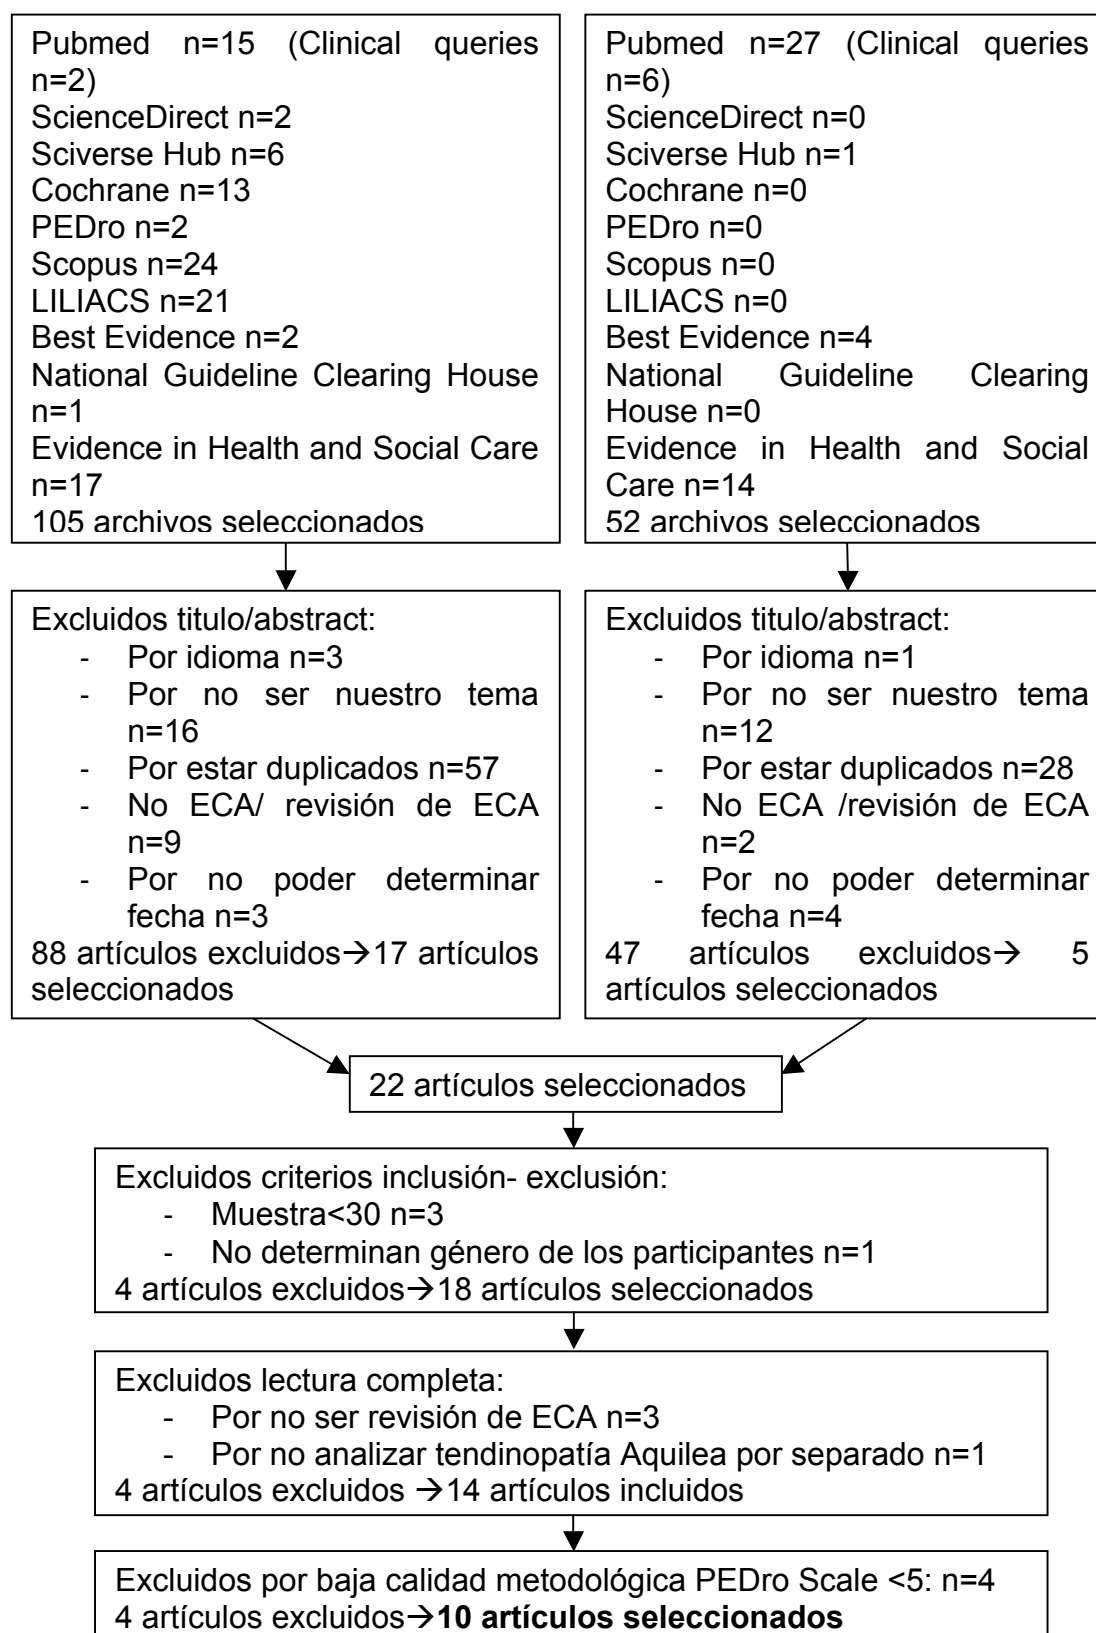 Pubmed n=15 (Clinical queries
n=2)
ScienceDirect n=2
Sciverse Hub n=6
Cochrane n=13
PEDro n=2
Scopus n=24
LILIACS n=21
Best Evidence n=2
National Guideline Clearing House
n=1
Evidence in Health and Social Care
n=17
105 archivos seleccionados
Pubmed n=27 (Clinical queries
n=6)
ScienceDirect n=0
Sciverse Hub n=1
Cochrane n=0
PEDro n=0
Scopus n=0
LILIACS n=0
Best Evidence n=4
National Guideline Clearing
House n=0
Evidence in Health and Social
Care n=14
52 archivos seleccionados
Excluidos titulo/abstract:
- Por idioma n=3
- Por no ser nuestro tema
n=16
- Por estar duplicados n=57
- No ECA/ revisión de ECA
n=9
- Por no poder determinar
fecha n=3
88 artículos excluidos→17 artículos
seleccionados
Excluidos titulo/abstract:
- Por idioma n=1
- Por no ser nuestro tema
n=12
- Por estar duplicados n=28
- No ECA /revisión de ECA
n=2
- Por no poder determinar
fecha n=4
47 artículos excluidos→ 5
artículos seleccionados
22 artículos seleccionados
Excluidos criterios inclusión- exclusión:
- Muestra<30 n=3
- No determinan género de los participantes n=1
4 artículos excluidos→18 artículos seleccionados
Excluidos lectura completa:
- Por no ser revisión de ECA n=3
- Por no analizar tendinopatía Aquilea por separado n=1
4 artículos excluidos →14 artículos incluidos
Excluidos por baja calidad metodológica PEDro Scale <5: n=4
4 artículos excluidos→10 artículos seleccionados